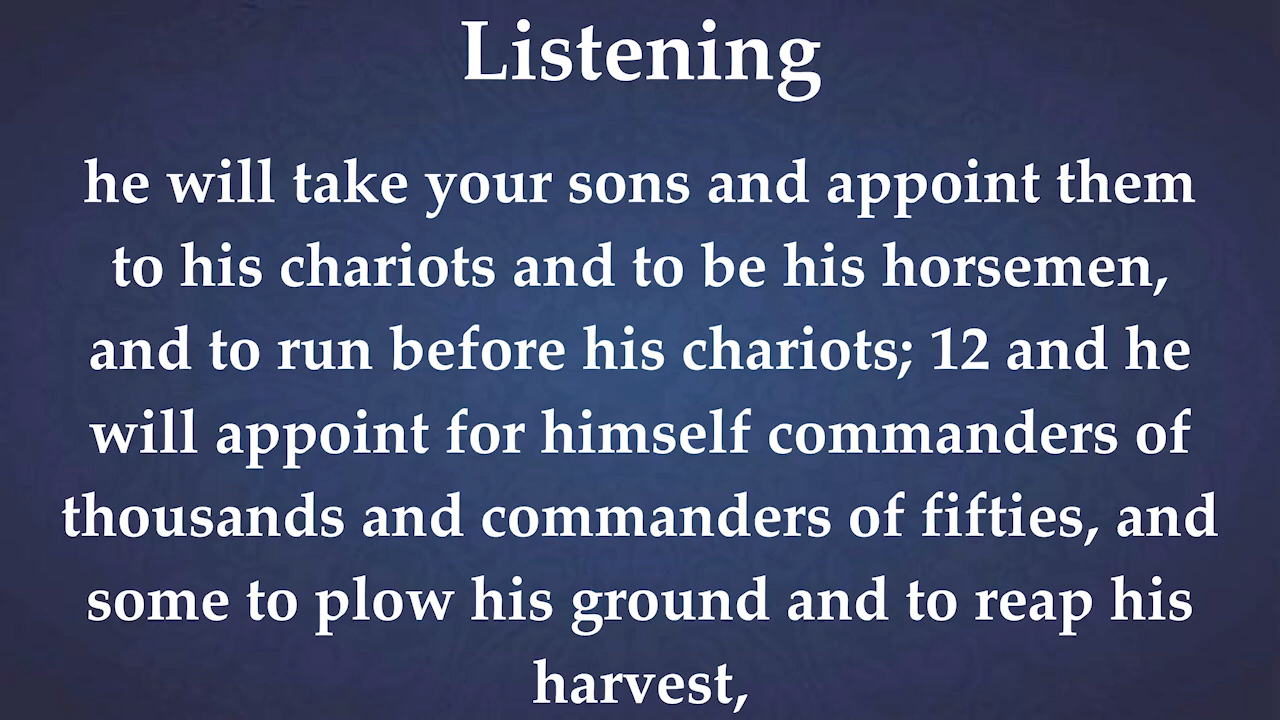 Listening
he will take your sons and appoint them
to his chariots and to be his horsemen,
and to run before his chariots; 12 and he
will appoint for himself commanders of
thousands and commanders of fifties, and
some to plow his ground and to reap his
harvest,